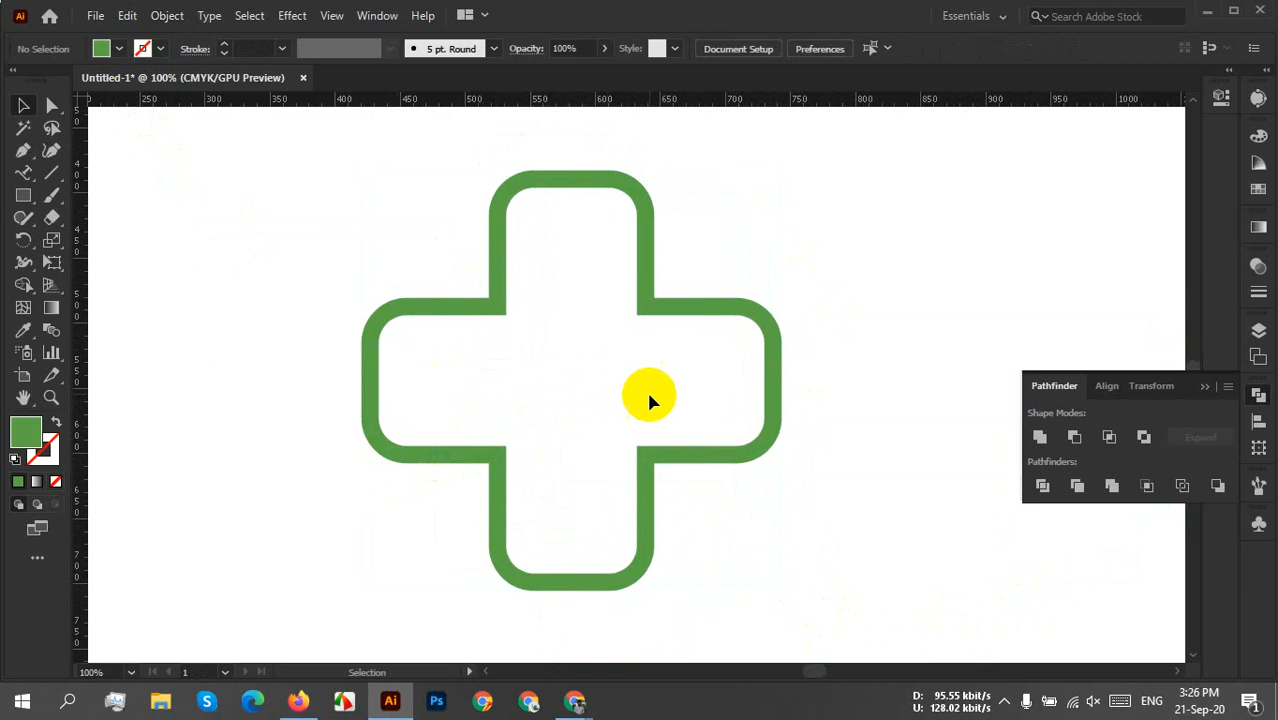 Ai File Edit Object Type Select Effect View Window Help Essentials Search Adobe Stock
No Selection Stroke: 5 pt. Round Opacity: 100% Style: Document Setup Preferences
Untitled-1* @ 100% (CMYK/GPU Preview)
250 300 350 400 450 500 550 600 650 700 750 800 850 900 950 1000
Pathfinder Align Transform
Shape Modes:
Expand
Pathfinders:
100% 1 Selection
S Ai Ps
D: 95.55 kbit/s
U: 128.02 kbit/s
ENG
3:26 PM
21-Sep-20
1